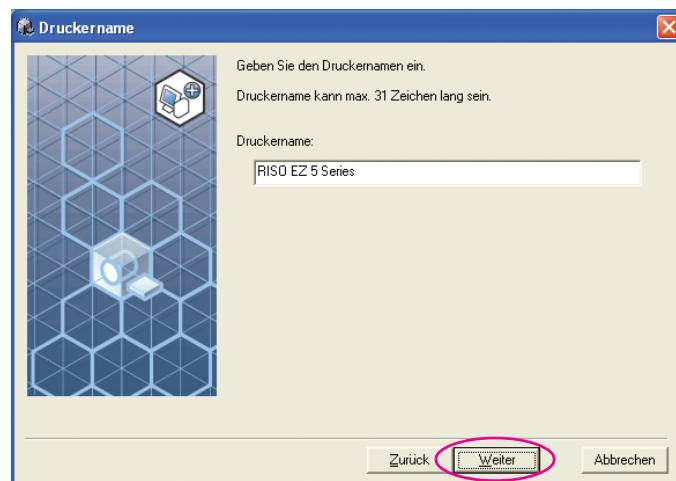 Druckername
Geben Sie den Druckernamen ein.
Druckername kann max. 31 Zeichen lang sein.
Druckername:
RISO EZ 5 Series
Zurück
Weiter
Abbrechen